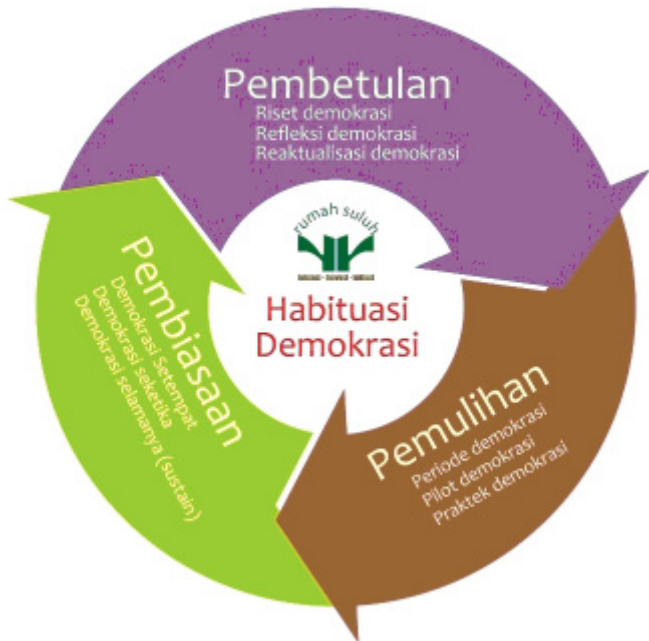 Pembetulan
Riset demokrasi
Refleksi demokrasi
Reaktualisasi demokrasi
rumah suluh
Habituasi
Demokrasi
Pemulihan
Periode demokrasi
Pilot demokrasi
Praktek demokrasi
Pembiasaan
Demokrasi Setempat
Demokrasi seketika
Demokrasi selamanya (sustain)